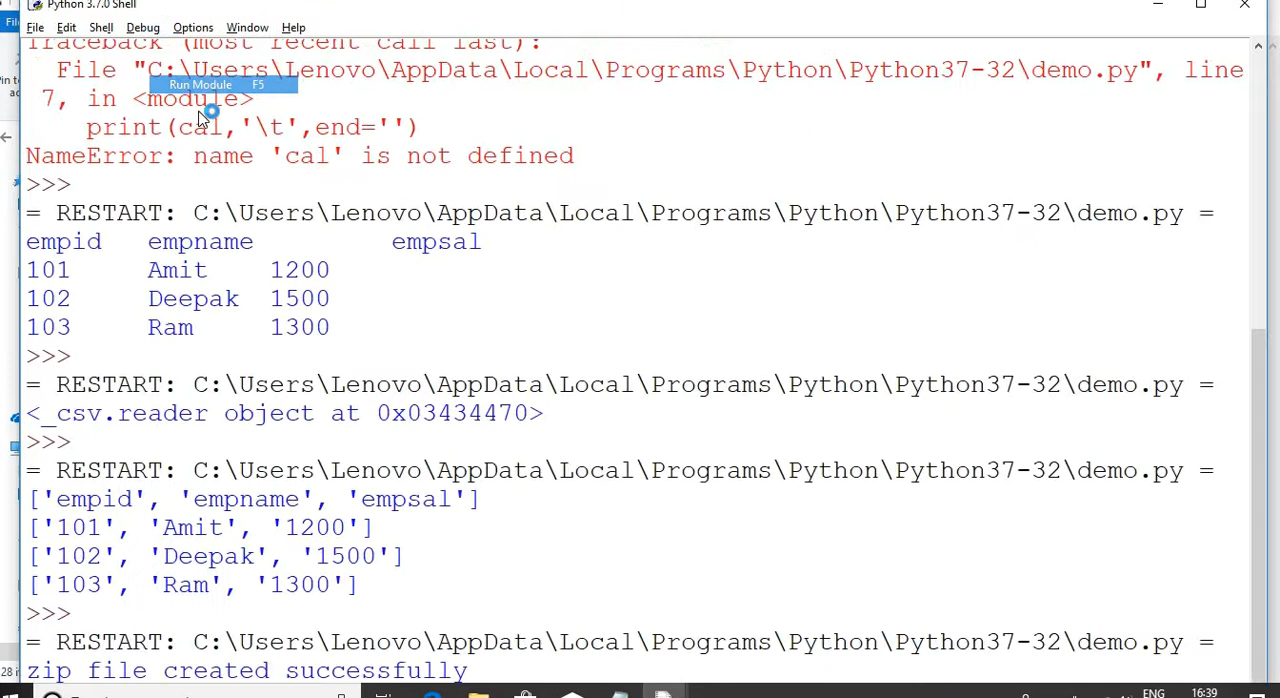 Python 3.7.0 Shell
File Edit Shell Debug Options Window Help
Traceback (most recent call last):
File "C:\Users\Lenovo\AppData\Local\Programs\Python\Python37-32\demo.py", line
Run Module F5
7, in <module>
print(cal,'\t',end='')
NameError: name 'cal' is not defined
>>>
= RESTART: C:\Users\Lenovo\AppData\Local\Programs\Python\Python37-32\demo.py =
empid empname empsal
101 Amit 1200
102 Deepak 1500
103 Ram 1300
>>>
= RESTART: C:\Users\Lenovo\AppData\Local\Programs\Python\Python37-32\demo.py =
<_csv.reader object at 0x03434470>
>>>
= RESTART: C:\Users\Lenovo\AppData\Local\Programs\Python\Python37-32\demo.py =
['empid', 'empname', 'empsal']
['101', 'Amit', '1200']
['102', 'Deepak', '1500']
['103', 'Ram', '1300']
>>>
= RESTART: C:\Users\Lenovo\AppData\Local\Programs\Python\Python37-32\demo.py =
zip file created successfully
ENG 16:39